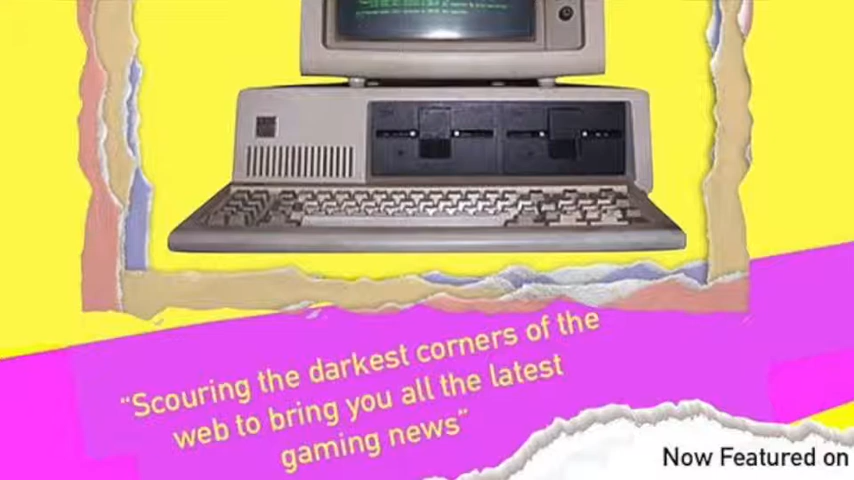 “Scouring the darkest corners of the
web to bring you all the latest
gaming news”
Now Featured on